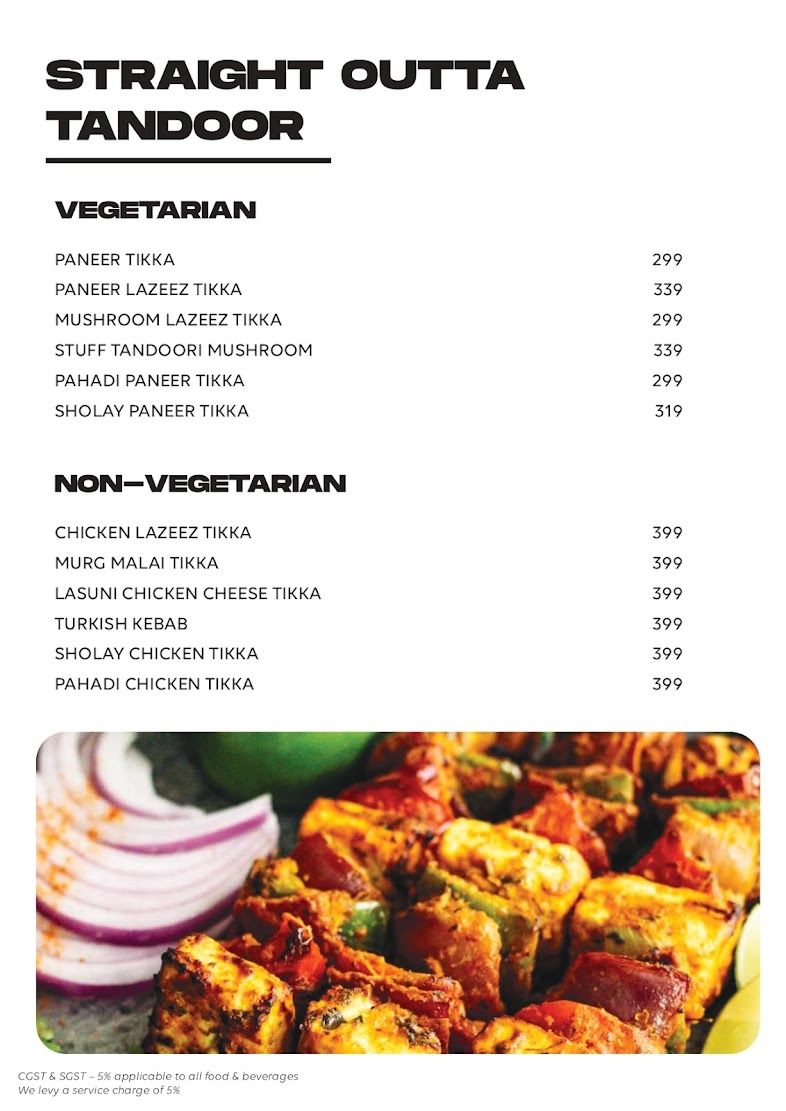 STRAIGHT OUTTA
TANDOOR
VEGETARIAN
PANEER TIKKA 299
PANEER LAZEEZ TIKKA 339
MUSHROOM LAZEEZ TIKKA 299
STUFF TANDOORI MUSHROOM 339
PAHADI PANEER TIKKA 299
SHOLAY PANEER TIKKA 319
NON-VEGETARIAN
CHICKEN LAZEEZ TIKKA 399
MURG MALAI TIKKA 399
LASUNI CHICKEN CHEESE TIKKA 399
TURKISH KEBAB 399
SHOLAY CHICKEN TIKKA 399
PAHADI CHICKEN TIKKA 399
CGST & SGST – 5% applicable to all food & beverages
We levy a service charge of 5%